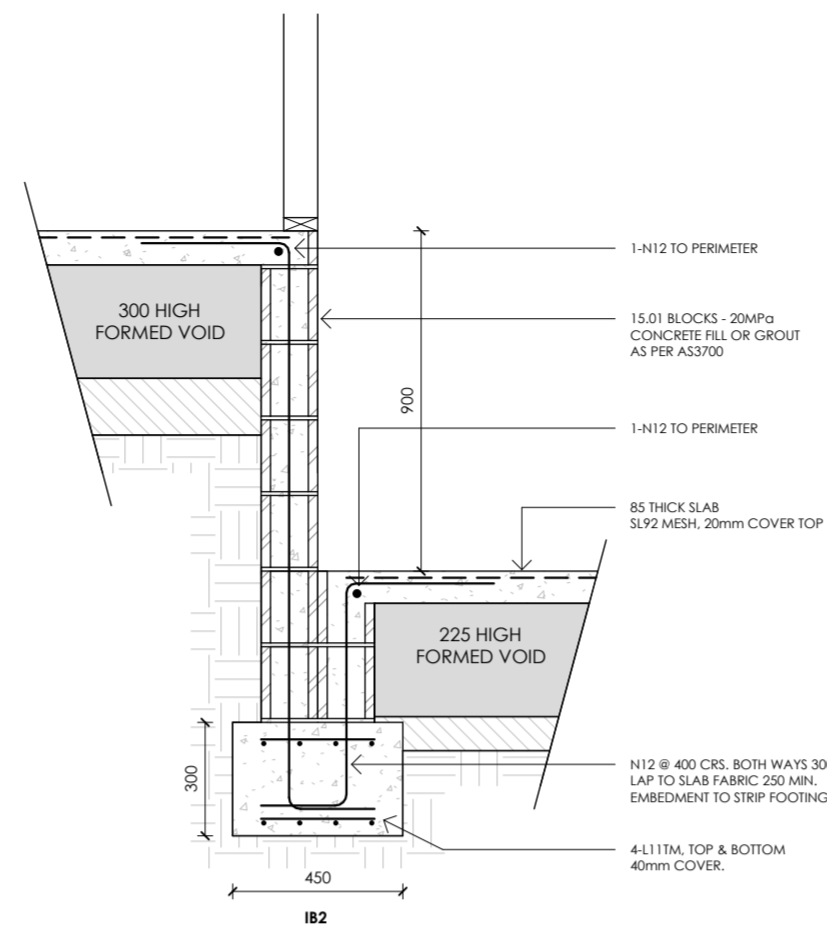 1-N12 TO PERIMETER
300 HIGH
FORMED VOID
15.01 BLOCKS - 20MPa
CONCRETE FILL OR GROUT
AS PER AS3700
900
1-N12 TO PERIMETER
85 THICK SLAB
SL92 MESH, 20mm COVER TOP
225 HIGH
FORMED VOID
N12 @ 400 CRS. BOTH WAYS
LAP TO SLAB FABRIC 250 MIN.
EMBEDMENT TO STRIP FOOTING
300
4-L11TM, TOP & BOTTOM
40mm COVER.
450
IB2